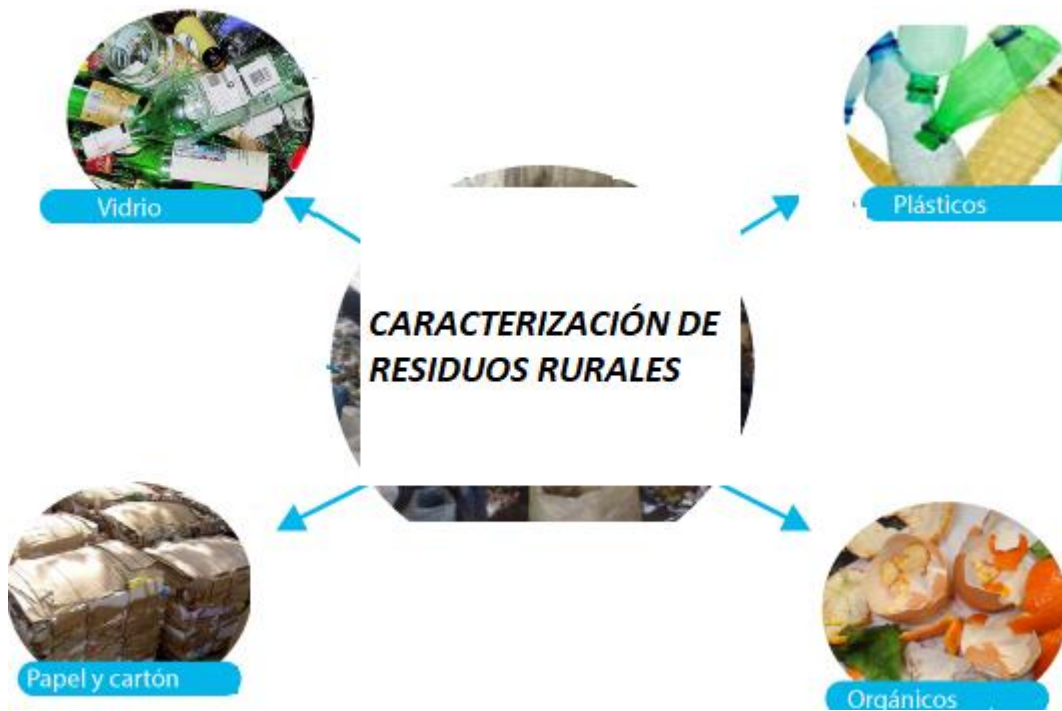 Vidrio
Plásticos
CARACTERIZACIÓN DE
RESIDUOS RURALES
Papel y cartón
Orgánicos